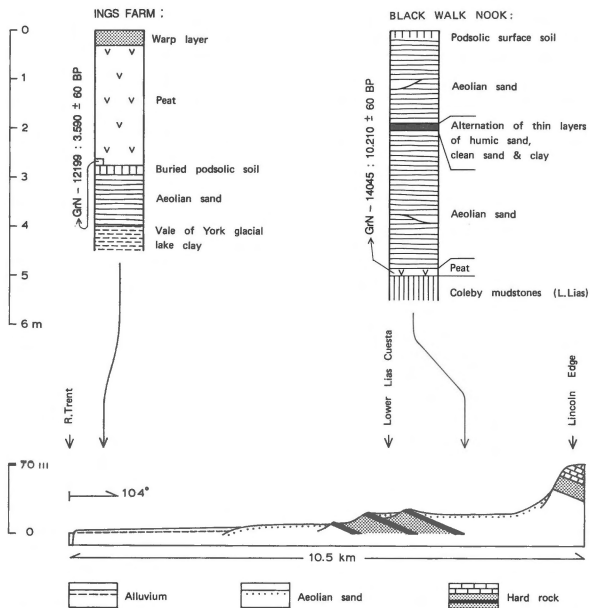 INGS FARM :
BLACK WALK NOOK :
0
1
2
3
4
5
6 m
Warp layer
Peat
Buried podsolic soil
Aeolian sand
Vale of York glacial
lake clay
GrN – 12199 : 3.590 ± 60 BP
Podsolic surface soil
Aeolian sand
Alternation of thin layers
of humic sand,
clean sand & clay
Aeolian sand
Peat
Coleby mudstones (L.Lias)
GrN – 14045 : 10.210 ± 60 BP
R.Trent
Lower Lias Cuesta
Lincoln Edge
70 m
0
104°
10.5 km
Alluvium
Aeolian sand
Hard rock